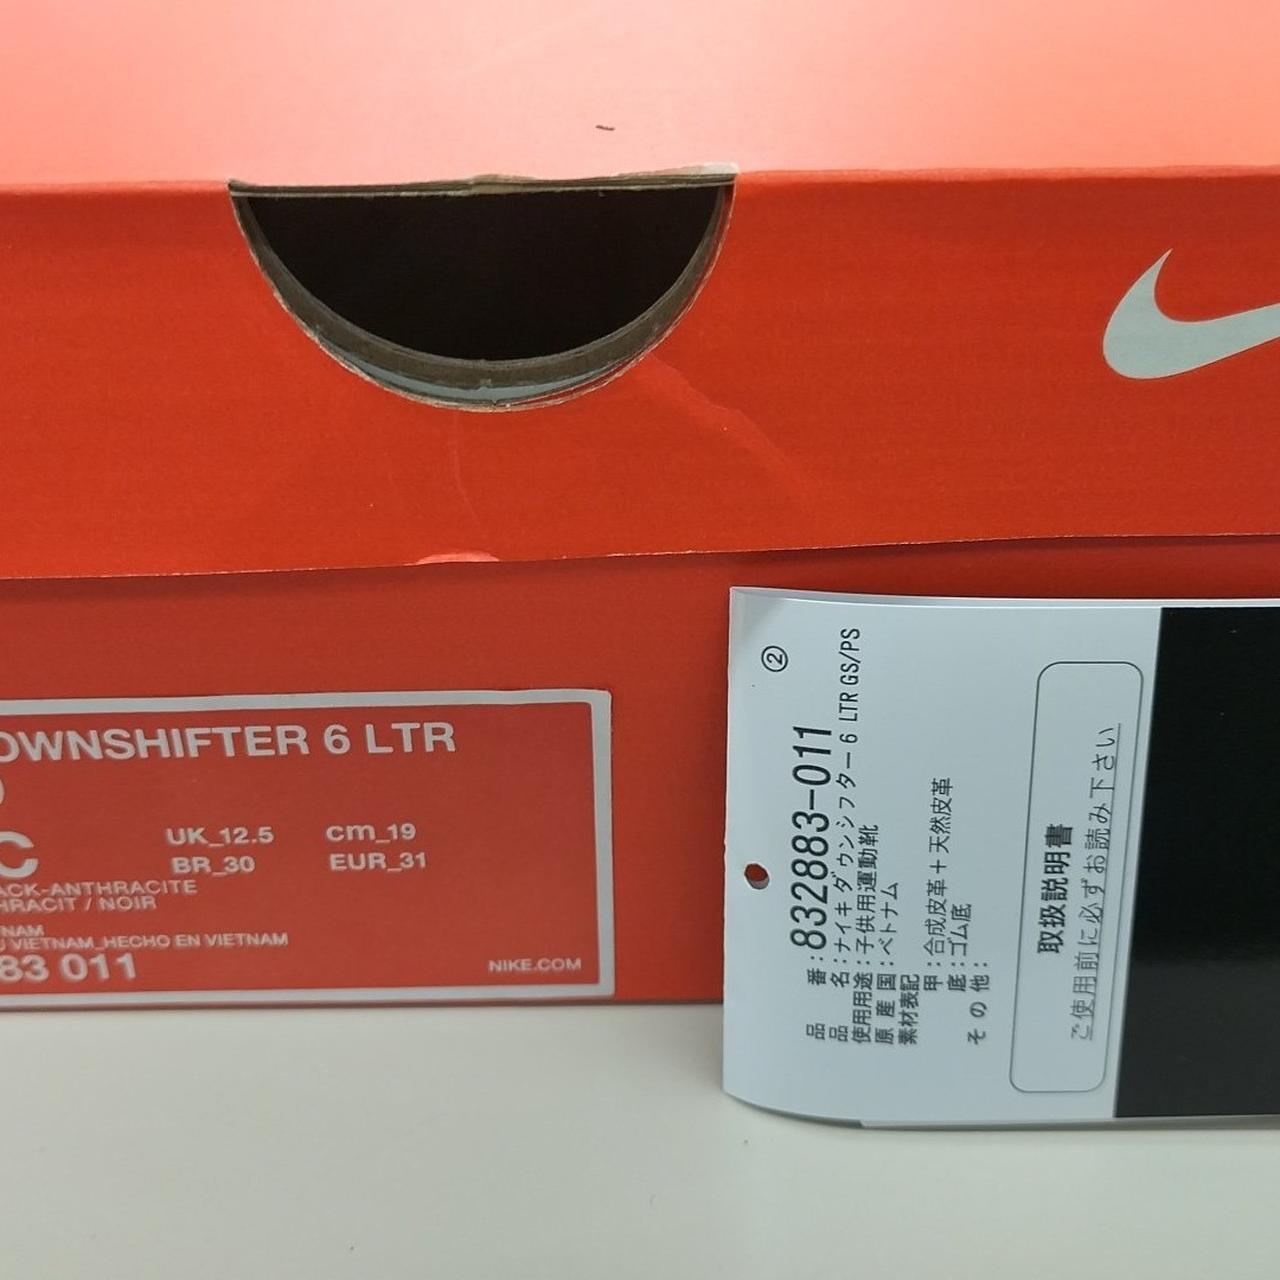 OWNSHIFTER 6 LTR
C
UK_12.5 cm_19
BR_30 EUR_31
ACK-ANTHRACITE
HRACIT / NOIR
TNAM
U VIETNAM_HECHO EN VIETNAM
83 011
NIKE.COM
②
品番:832883-011
品名:ナイキダウンシフター6 LTR GS/PS
使用用途:子供用運動靴
原産国:ベトナム
素材表記
甲:合成皮革+天然皮革
底:ゴム底
その他:
取扱説明書
ご使用前に必ずお読み下さい